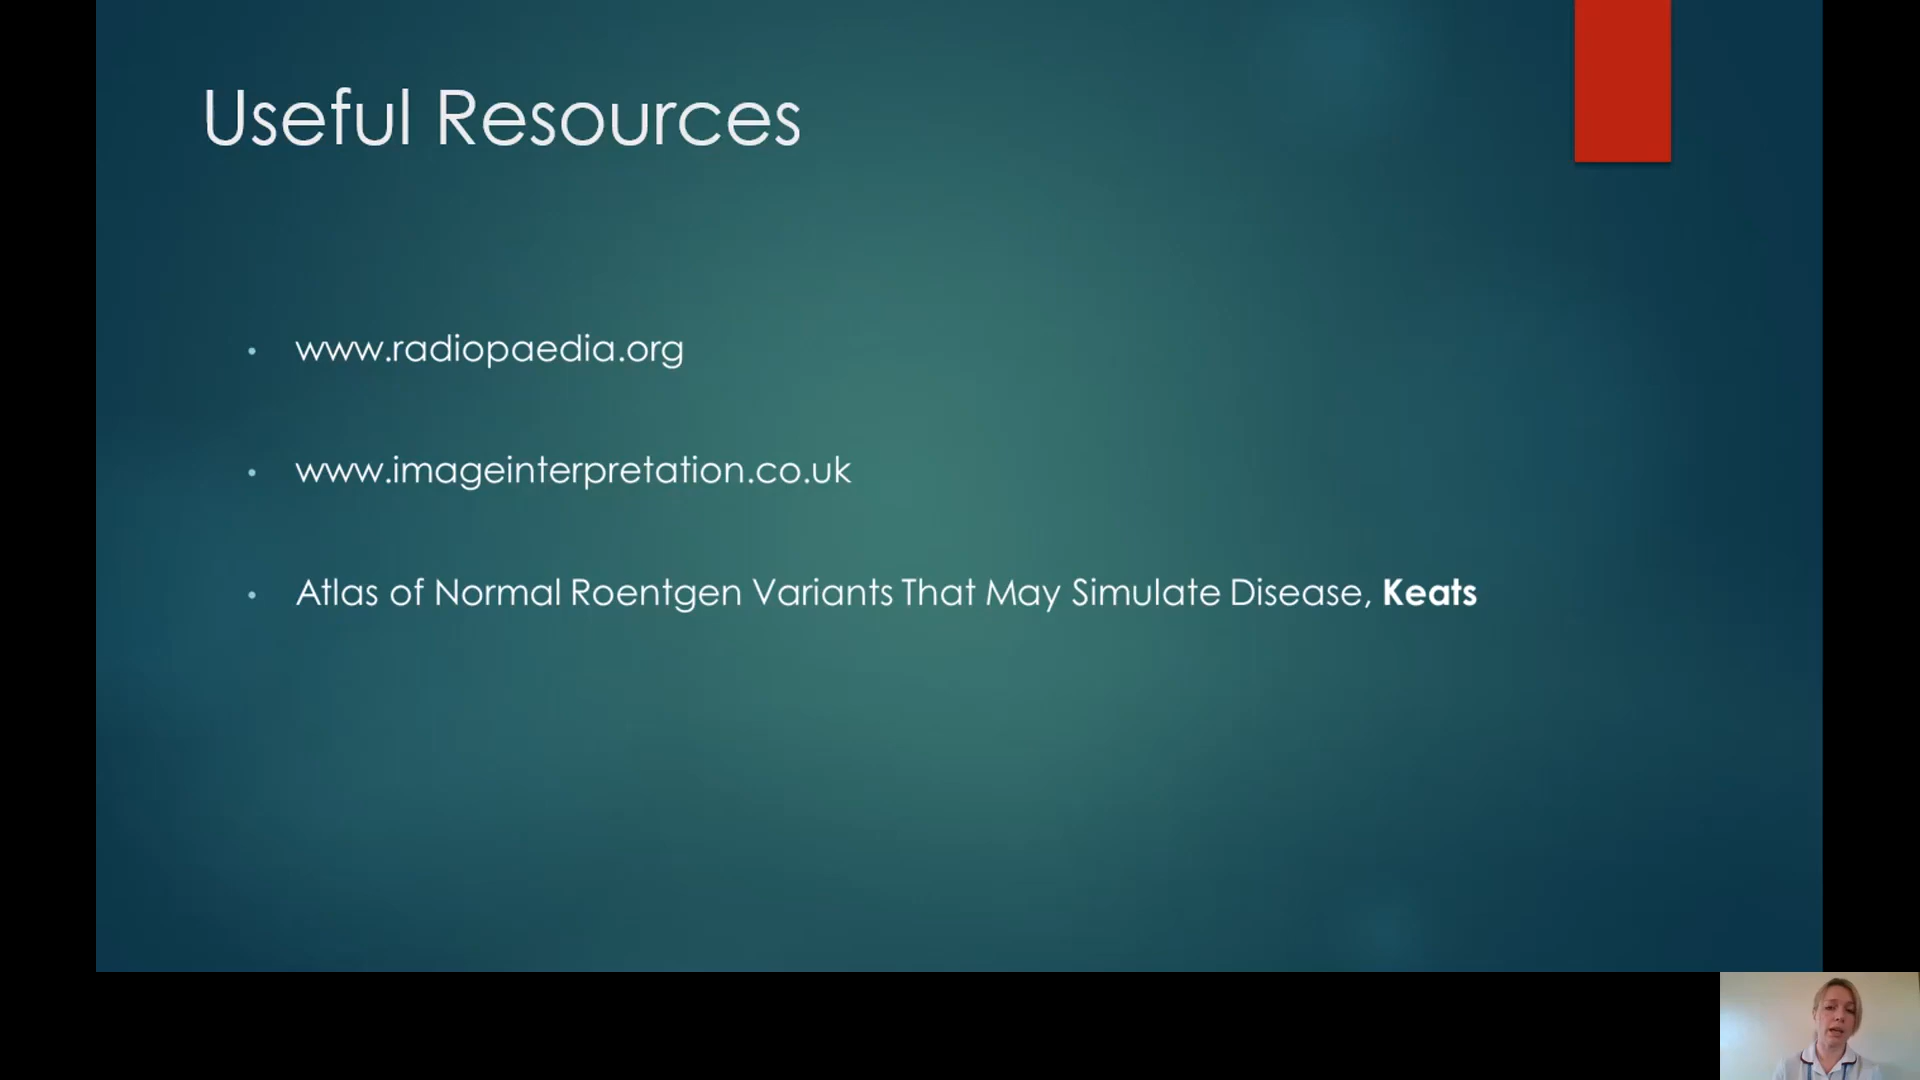 Useful Resources
www.radiopaedia.org
www.imageinterpretation.co.uk
Atlas of Normal Roentgen Variants That May Simulate Disease, Keats